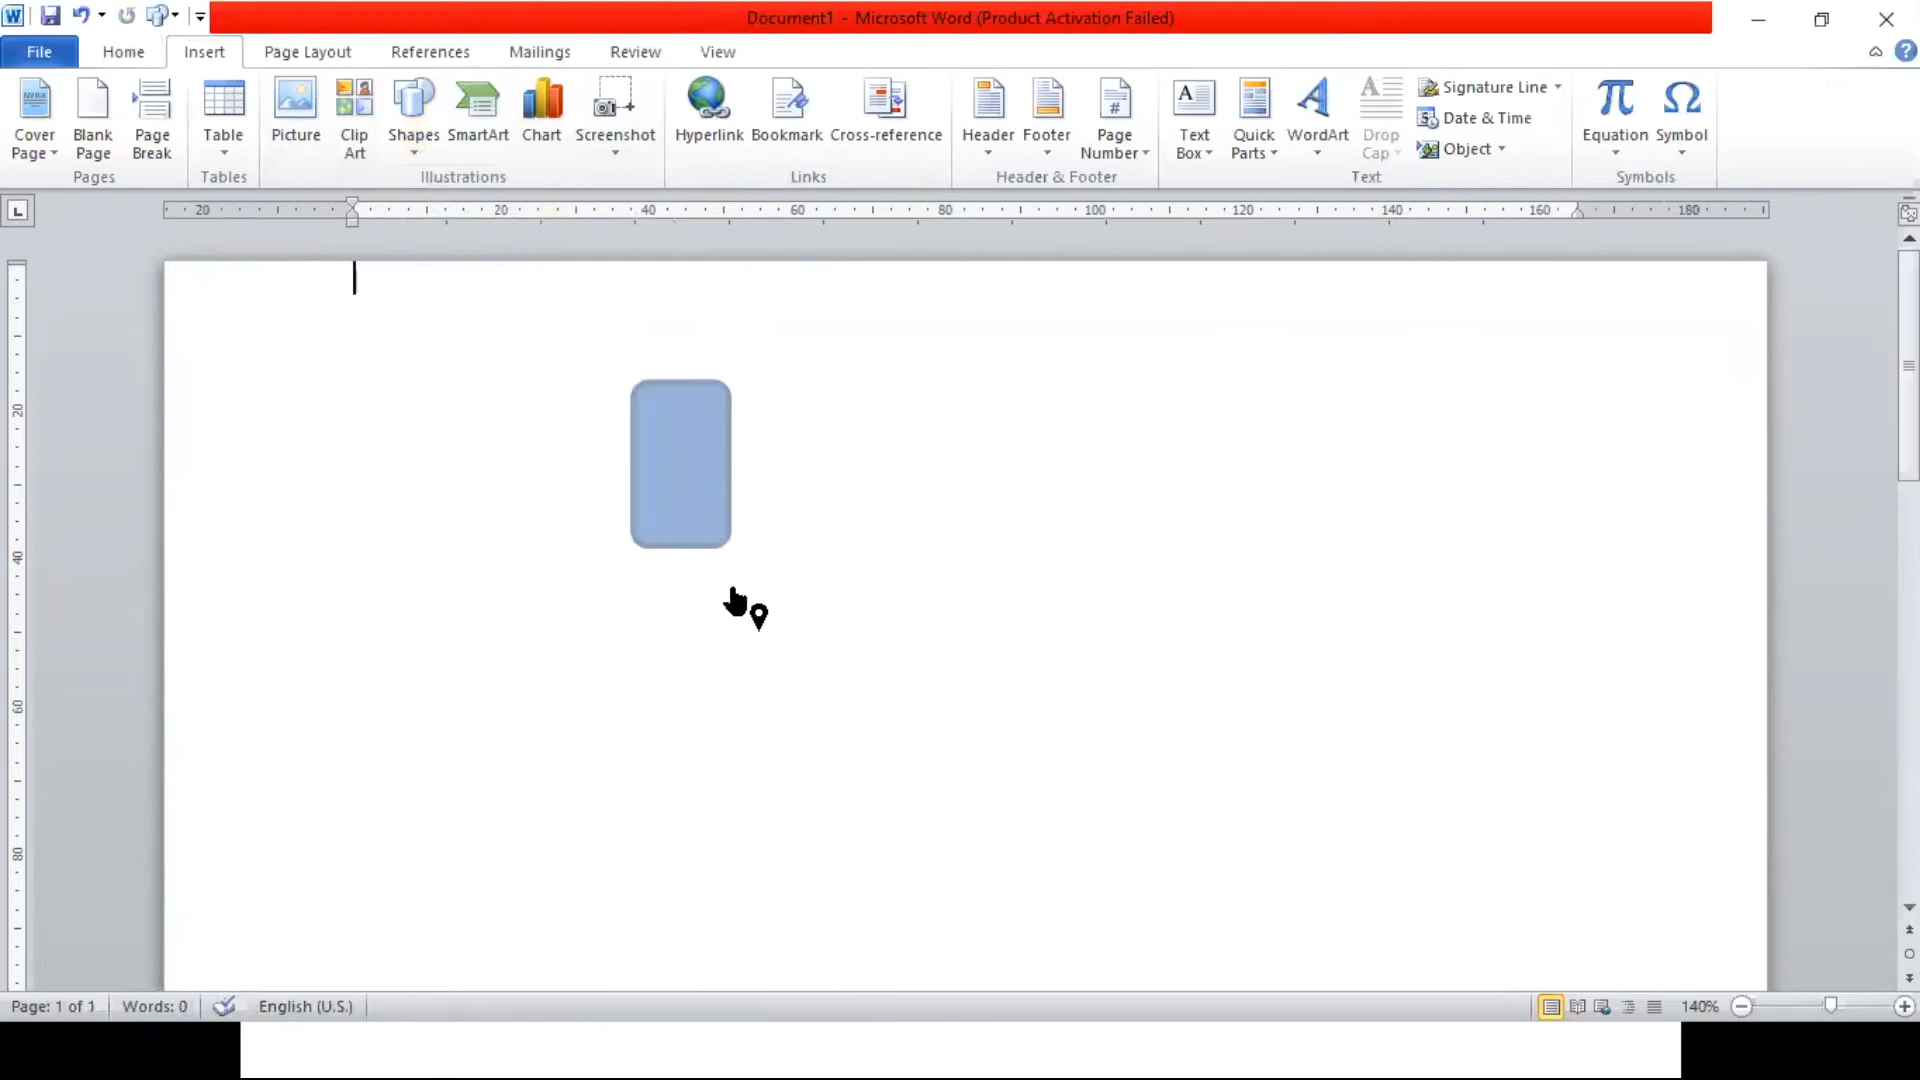 Document1 - Microsoft Word (Product Activation Failed)
File Home Insert Page Layout References Mailings Review View
Cover Page
Blank Page
Page Break
Table
Picture
Clip Art
Shapes
SmartArt
Chart
Screenshot
Hyperlink
Bookmark
Cross-reference
Header
Footer
Page Number
Text Box
Quick Parts
WordArt
Drop Cap
Signature Line
Date & Time
Object
Equation
Symbol
Pages Tables Illustrations Links Header & Footer Text Symbols
20 20 40 60 80 100 120 140 160 180
20
40
60
80
Page: 1 of 1 Words: 0 English (U.S.) 140%